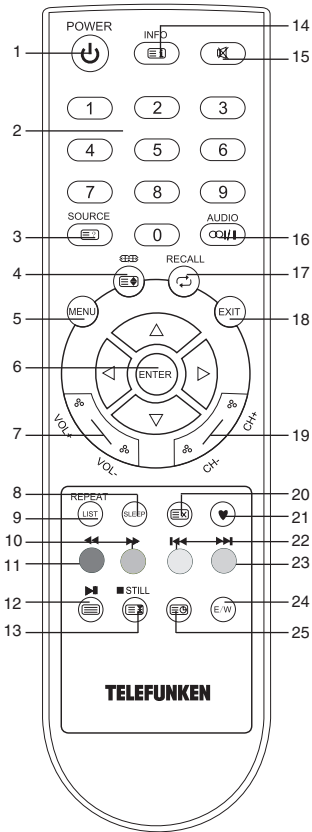 POWER
INFO
14
1
15
1 2 3
2
4 5 6
7 8 9
SOURCE
AUDIO
3
0
16
4
RECALL
17
5
MENU
EXIT
18
6
ENTER
7
VOL+
VOL-
CH+
CH-
19
8
REPEAT
20
9
LIST
SLEEP
21
10
22
11
23
12
STILL
24
13
E/W
25
TELEFUNKEN